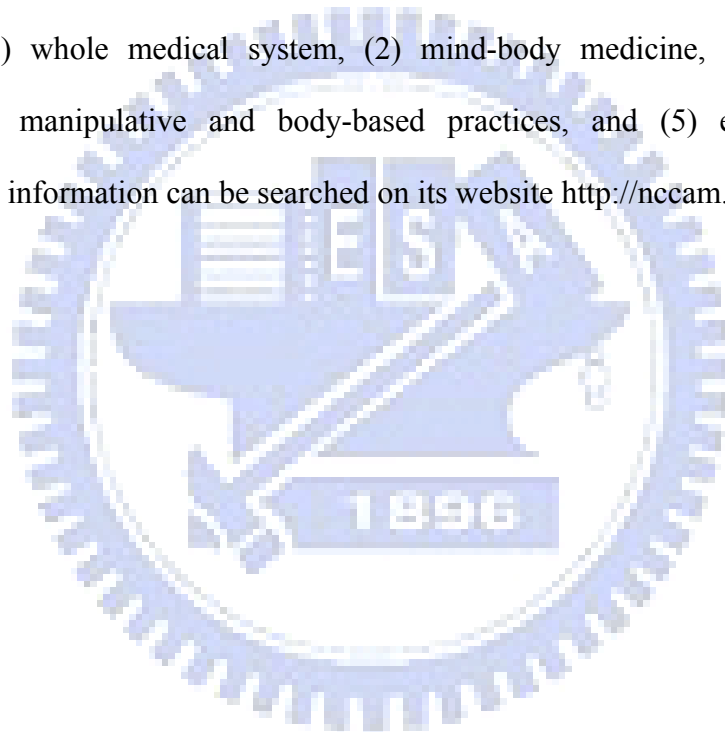 ) whole medical system, (2) mind-body medicine,
manipulative and body-based practices, and (5) e
information can be searched on its website http://nccam.
E S A
1896